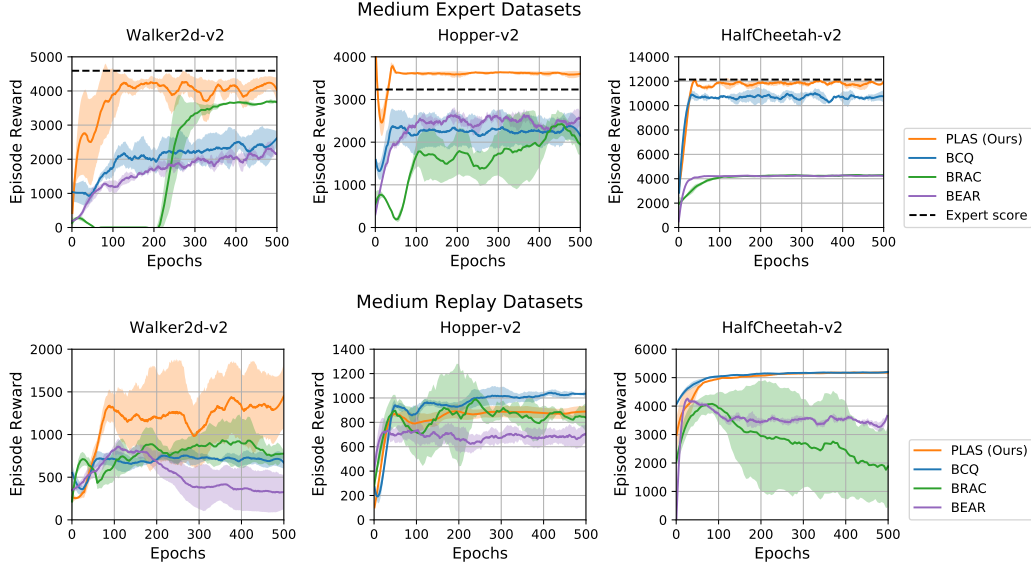 Medium Expert Datasets
Walker2d-v2
Hopper-v2
HalfCheetah-v2
Episode Reward
5000
4000
3000
2000
1000
0
0 100 200 300 400 500
Epochs
Episode Reward
4000
3000
2000
1000
0
0 100 200 300 400 500
Epochs
Episode Reward
14000
12000
10000
8000
6000
4000
2000
0
0 100 200 300 400 500
Epochs
PLAS (Ours)
BCQ
BRAC
BEAR
Expert score
Medium Replay Datasets
Walker2d-v2
Hopper-v2
HalfCheetah-v2
Episode Reward
2000
1500
1000
500
0
0 100 200 300 400 500
Epochs
Episode Reward
1400
1200
1000
800
600
400
200
0
0 100 200 300 400 500
Epochs
Episode Reward
6000
5000
4000
3000
2000
1000
0
0 100 200 300 400 500
Epochs
PLAS (Ours)
BCQ
BRAC
BEAR